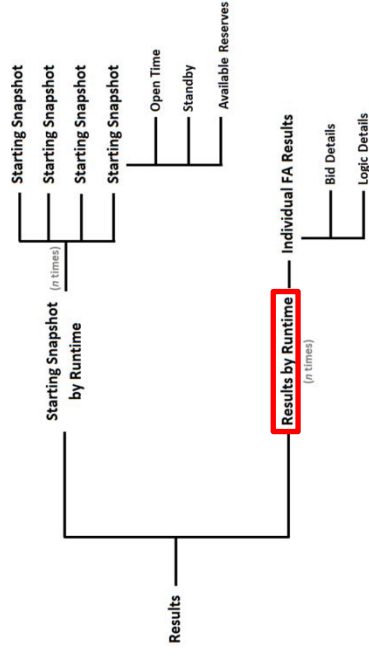 Results
Starting Snapshot
by Runtime
(n times)
Starting Snapshot
Starting Snapshot
Starting Snapshot
Starting Snapshot
Open Time
Standby
Available Reserves
Results by Runtime
(n times)
Individual FA Results
Bid Details
Logic Details